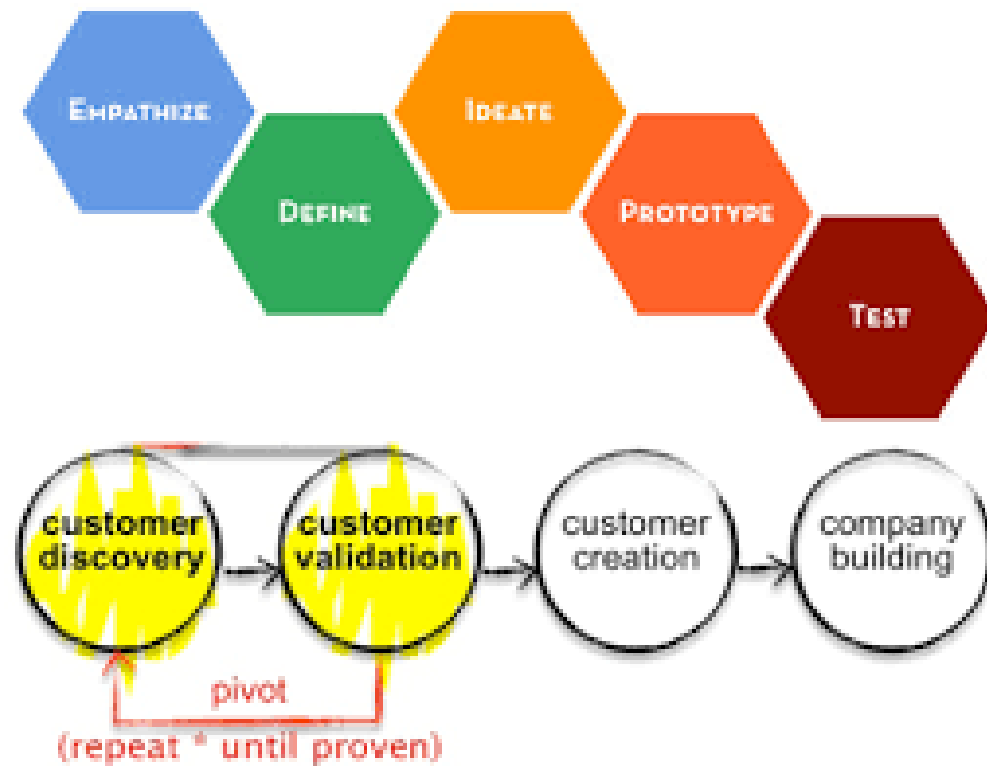 EMPATHIZE
DEFINE
IDEATE
PROTOTYPE
TEST
customer
discovery
customer
validation
customer
creation
company
building
pivot
(repeat * until proven)